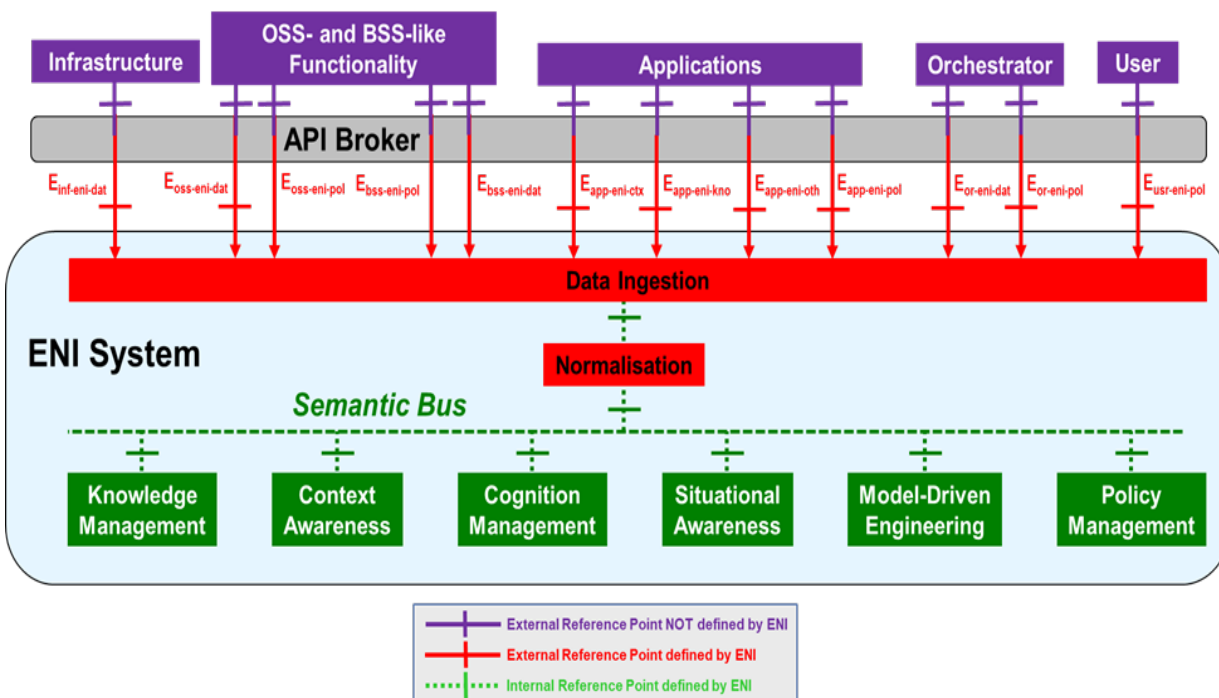 Infrastructure
OSS- and BSS-like
Functionality
Applications
Orchestrator
User
API Broker
Einf-eni-dat
Eoss-eni-dat
Eoss-eni-pol
Ebss-eni-pol
Ebss-eni-dat
Eapp-eni-ctx
Eapp-eni-kno
Eapp-eni-oth
Eapp-eni-pol
Eor-eni-dat
Eor-eni-pol
Eusr-eni-pol
Data Ingestion
ENI System
Normalisation
Semantic Bus
Knowledge
Management
Context
Awareness
Cognition
Management
Situational
Awareness
Model-Driven
Engineering
Policy
Management
External Reference Point NOT defined by ENI
External Reference Point defined by ENI
Internal Reference Point defined by ENI